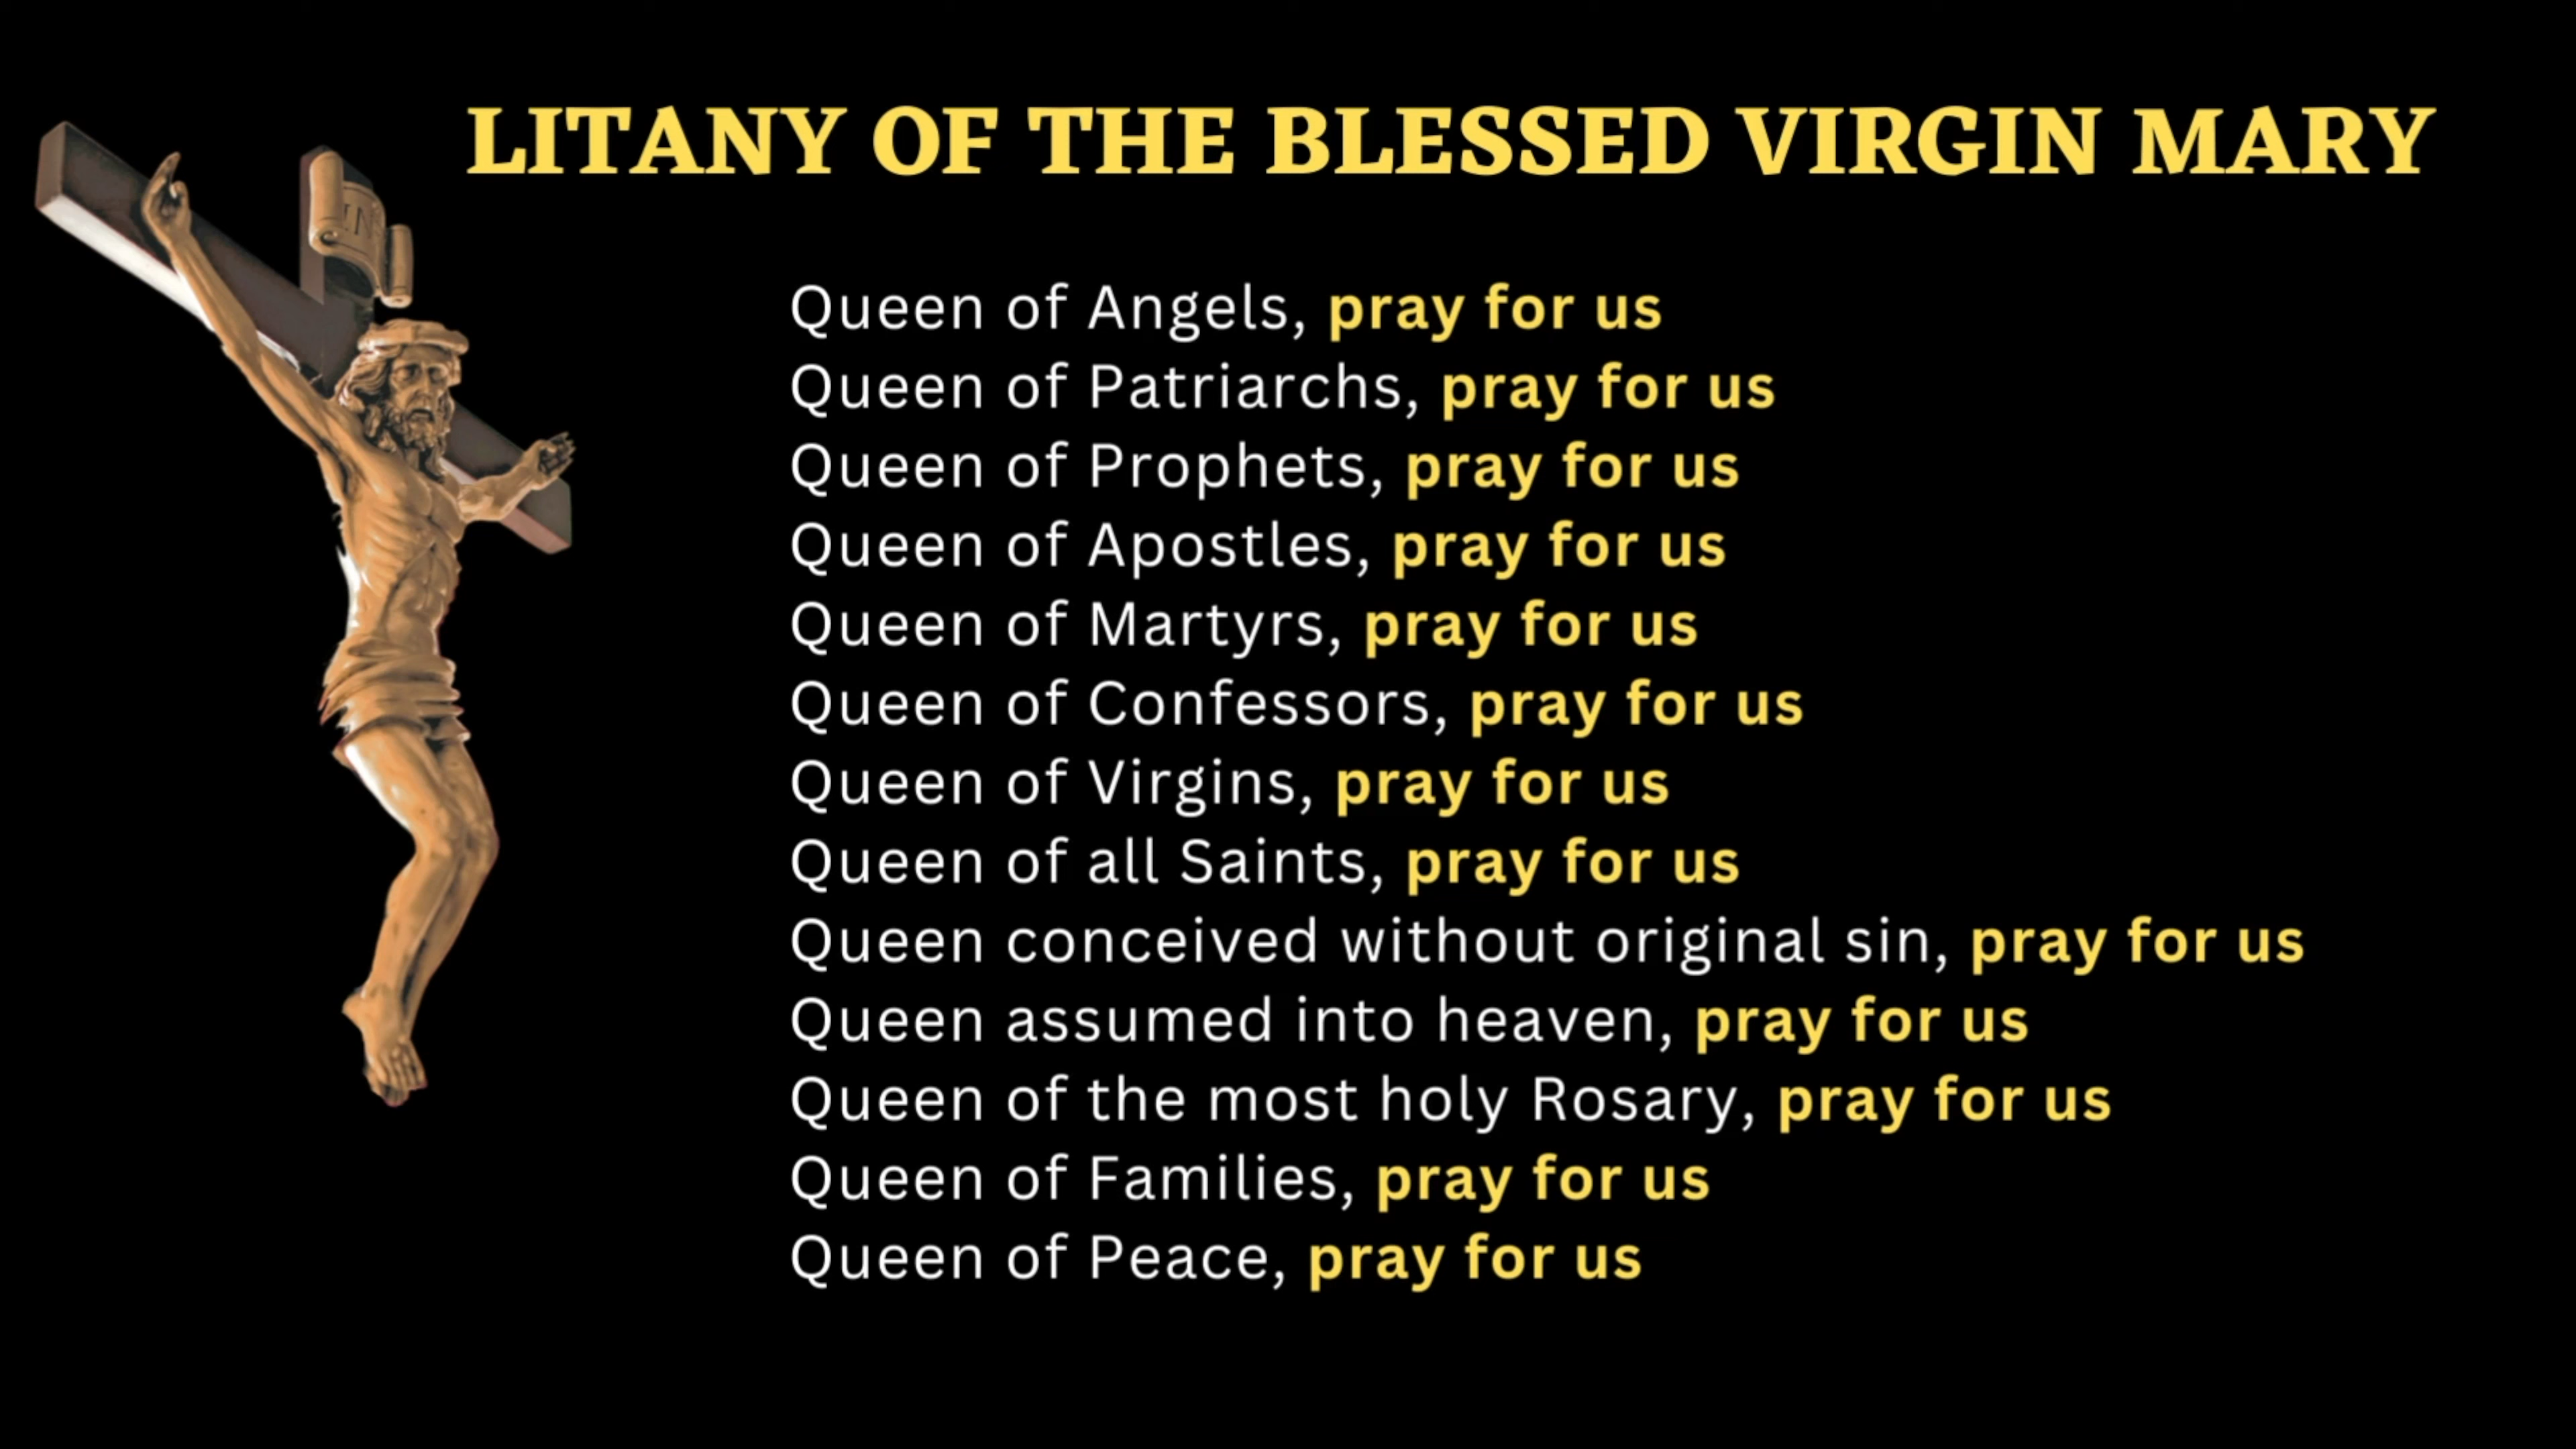 LITANY OF THE BLESSED VIRGIN MARY
Queen of Angels, pray for us
Queen of Patriarchs, pray for us
Queen of Prophets, pray for us
Queen of Apostles, pray for us
Queen of Martyrs, pray for us
Queen of Confessors, pray for us
Queen of Virgins, pray for us
Queen of all Saints, pray for us
Queen conceived without original sin, pray for us
Queen assumed into heaven, pray for us
Queen of the most holy Rosary, pray for us
Queen of Families, pray for us
Queen of Peace, pray for us